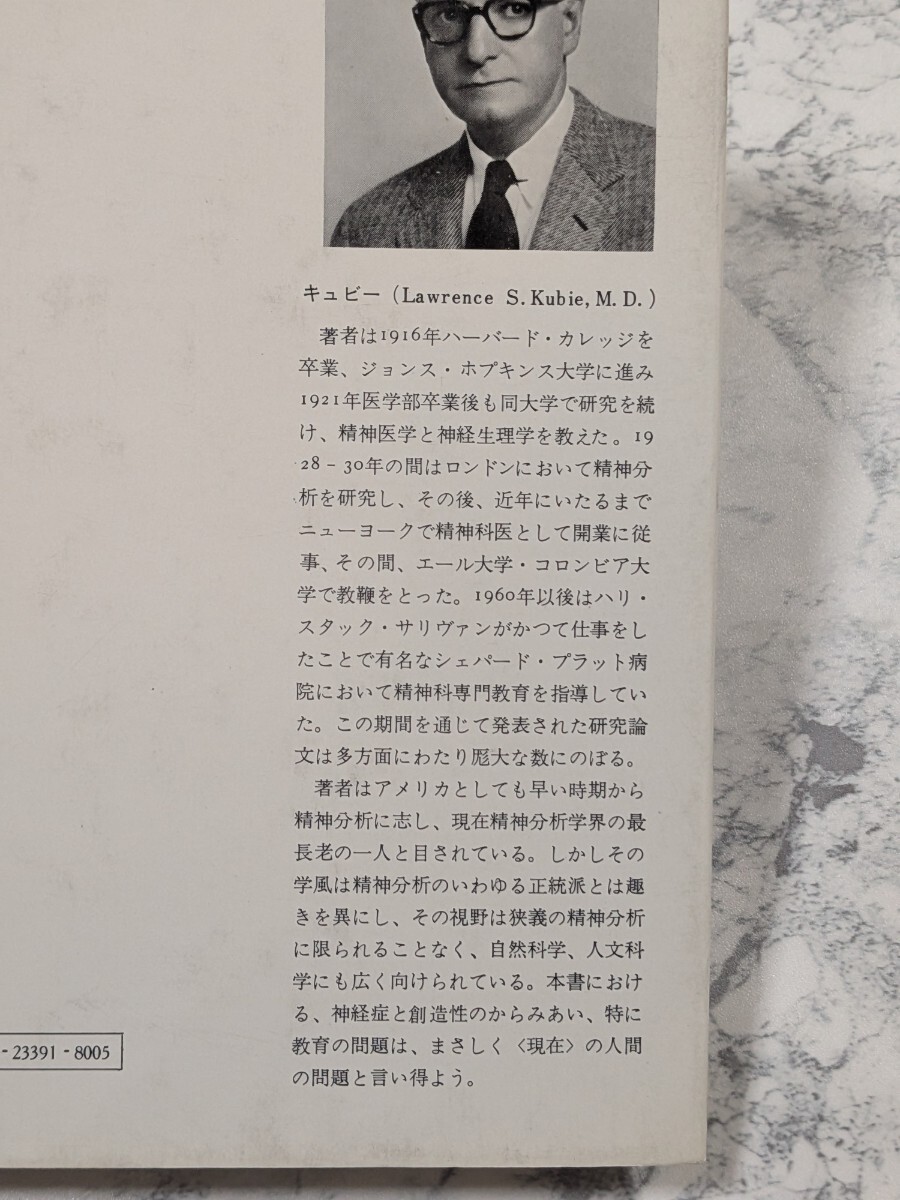 キュビー (Lawrence S. Kubie, M. D. )
著者は1916年ハーバード・カレッジを
卒業、ジョンス・ホプキンス大学に進み
1921年医学部卒業後も同大学で研究を続
け、精神医学と神経生理学を教えた。19
28－30年の間はロンドンにおいて精神分
析を研究し、その後、近年にいたるまで
ニューヨークで精神科医として開業に従
事、その間、エール大学・コロンビア大
学で教鞭をとった。1960年以後はハリ・
スタック・サリヴァンがかつて仕事をし
たことで有名なシェパード・プラット病
院において精神科専門教育を指導してい
た。この期間を通じて発表された研究論
文は多方面にわたり厖大な数にのぼる。
著者はアメリカとしても早い時期から
精神分析に志し、現在精神分析学界の最
長老の一人と目されている。しかしその
学風は精神分析のいわゆる正統派とは趣
きを異にし、その視野は狭義の精神分析
に限られることなく、自然科学、人文科
学にも広く向けられている。本書におけ
る、神経症と創造性のからみあい、特に
教育の問題は、まさしく〈現在〉の人間
の問題と言い得よう。
- 23391 - 8005